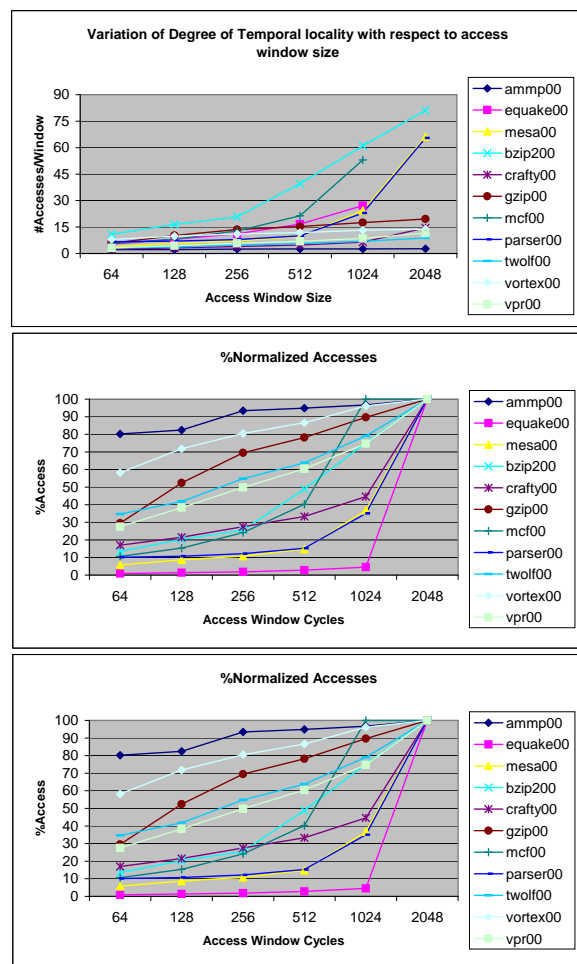 Variation of Degree of Temporal locality with respect to access
window size
90
75
60
45
30
15
0
#Accesses/Window
64 128 256 512 1024 2048
Access Window Size
ammp00
equake00
mesa00
bzip200
crafty00
gzip00
mcf00
parser00
twolf00
vortex00
vpr00
%Normalized Accesses
100
90
80
70
60
50
40
30
20
10
0
%Access
64 128 256 512 1024 2048
Access Window Cycles
ammp00
equake00
mesa00
bzip200
crafty00
gzip00
mcf00
parser00
twolf00
vortex00
vpr00
%Normalized Accesses
100
90
80
70
60
50
40
30
20
10
0
%Access
64 128 256 512 1024 2048
Access Window Cycles
ammp00
equake00
mesa00
bzip200
crafty00
gzip00
mcf00
parser00
twolf00
vortex00
vpr00